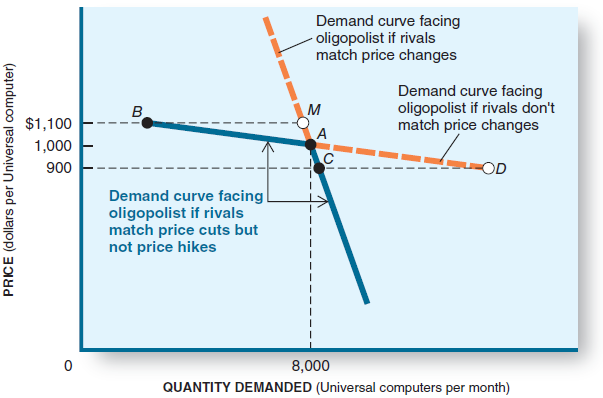 Demand curve facing
oligopolist if rivals
match price changes
Demand curve facing
oligopolist if rivals don't
match price changes
B
M
A
C
D
$1,100
1,000
900
Demand curve facing
oligopolist if rivals
match price cuts but
not price hikes
PRICE (dollars per Universal computer)
0
8,000
QUANTITY DEMANDED (Universal computers per month)